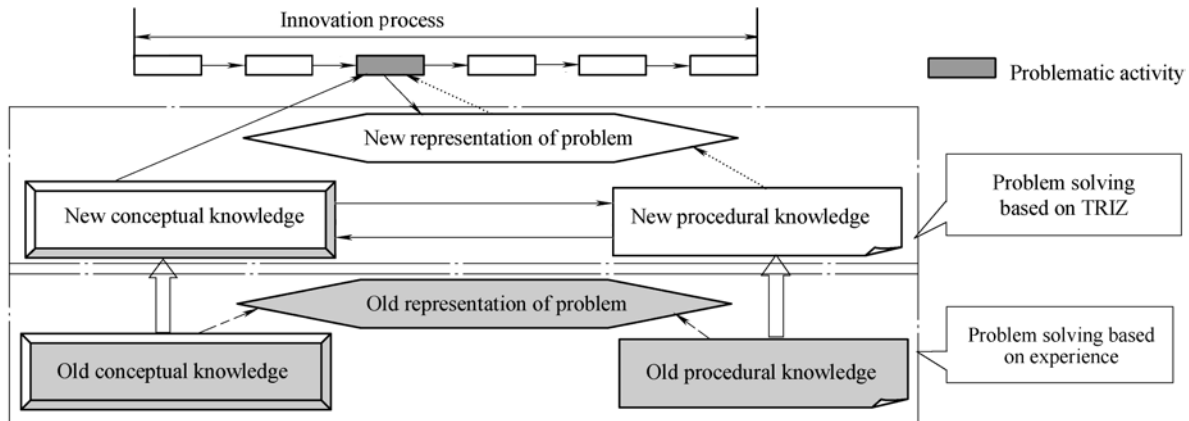 Innovation process
Problematic activity
New representation of problem
New conceptual knowledge
New procedural knowledge
Problem solving
based on TRIZ
Old representation of problem
Old conceptual knowledge
Old procedural knowledge
Problem solving based
on experience